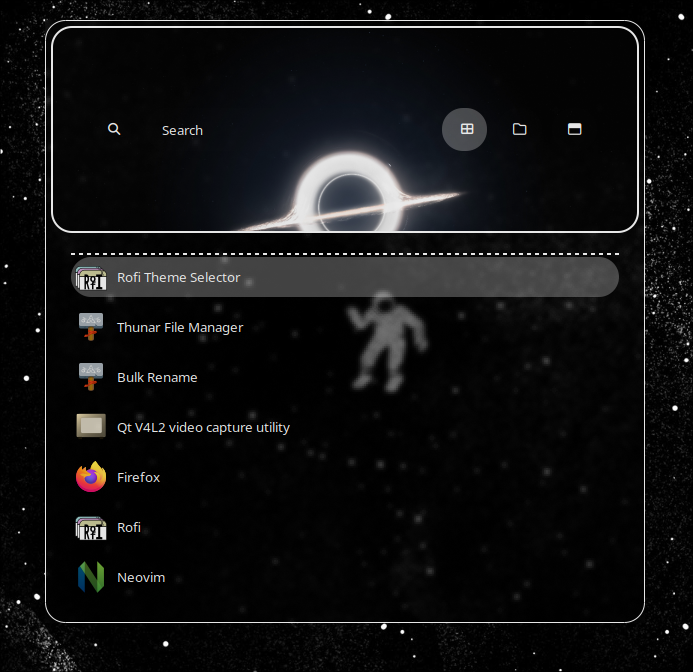 Search
Rofi Theme Selector
Thunar File Manager
Bulk Rename
Qt V4L2 video capture utility
Firefox
Rofi
Neovim